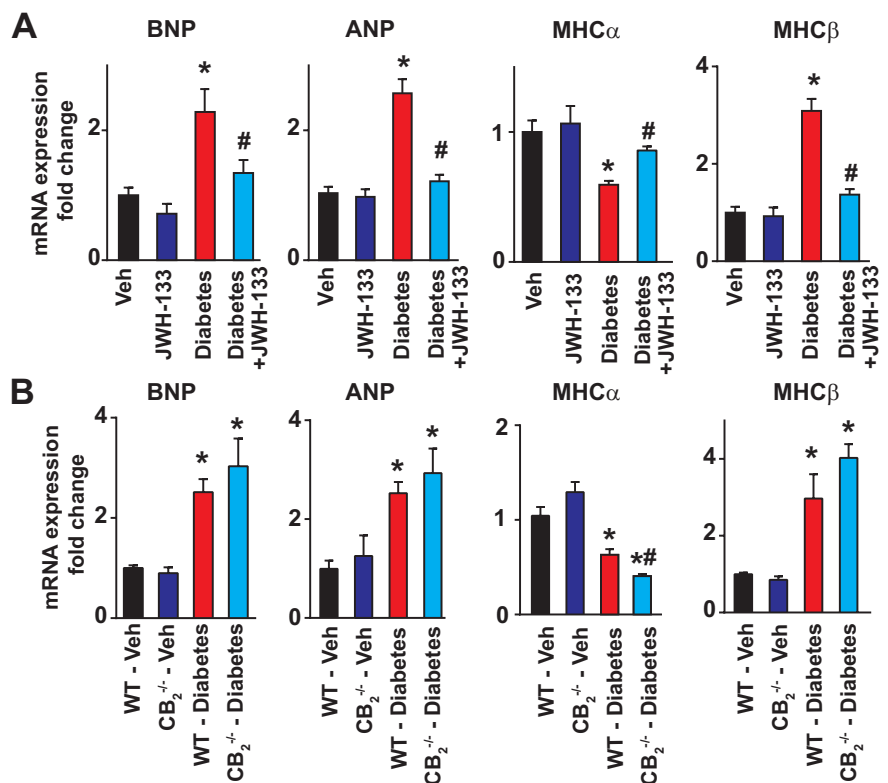 A
BNP
ANP
MHCα
MHCβ
mRNA expression
fold change
2
0
*
#
Veh
JWH-133
Diabetes
Diabetes
+JWH-133
2
0
*
#
Veh
JWH-133
Diabetes
Diabetes
+JWH-133
1
0
*
#
Veh
JWH-133
Diabetes
Diabetes
+JWH-133
4
2
0
*
#
Veh
JWH-133
Diabetes
Diabetes
+JWH-133
B
BNP
ANP
MHCα
MHCβ
mRNA expression
fold change
4
2
0
*
*
WT - Veh
CB₂⁻/⁻ - Veh
WT - Diabetes
CB₂⁻/⁻ - Diabetes
4
2
0
*
*
WT - Veh
CB₂⁻/⁻ - Veh
WT - Diabetes
CB₂⁻/⁻ - Diabetes
2
1
0
*
*#
WT - Veh
CB₂⁻/⁻ - Veh
WT - Diabetes
CB₂⁻/⁻ - Diabetes
4
2
0
*
*
WT - Veh
CB₂⁻/⁻ - Veh
WT - Diabetes
CB₂⁻/⁻ - Diabetes